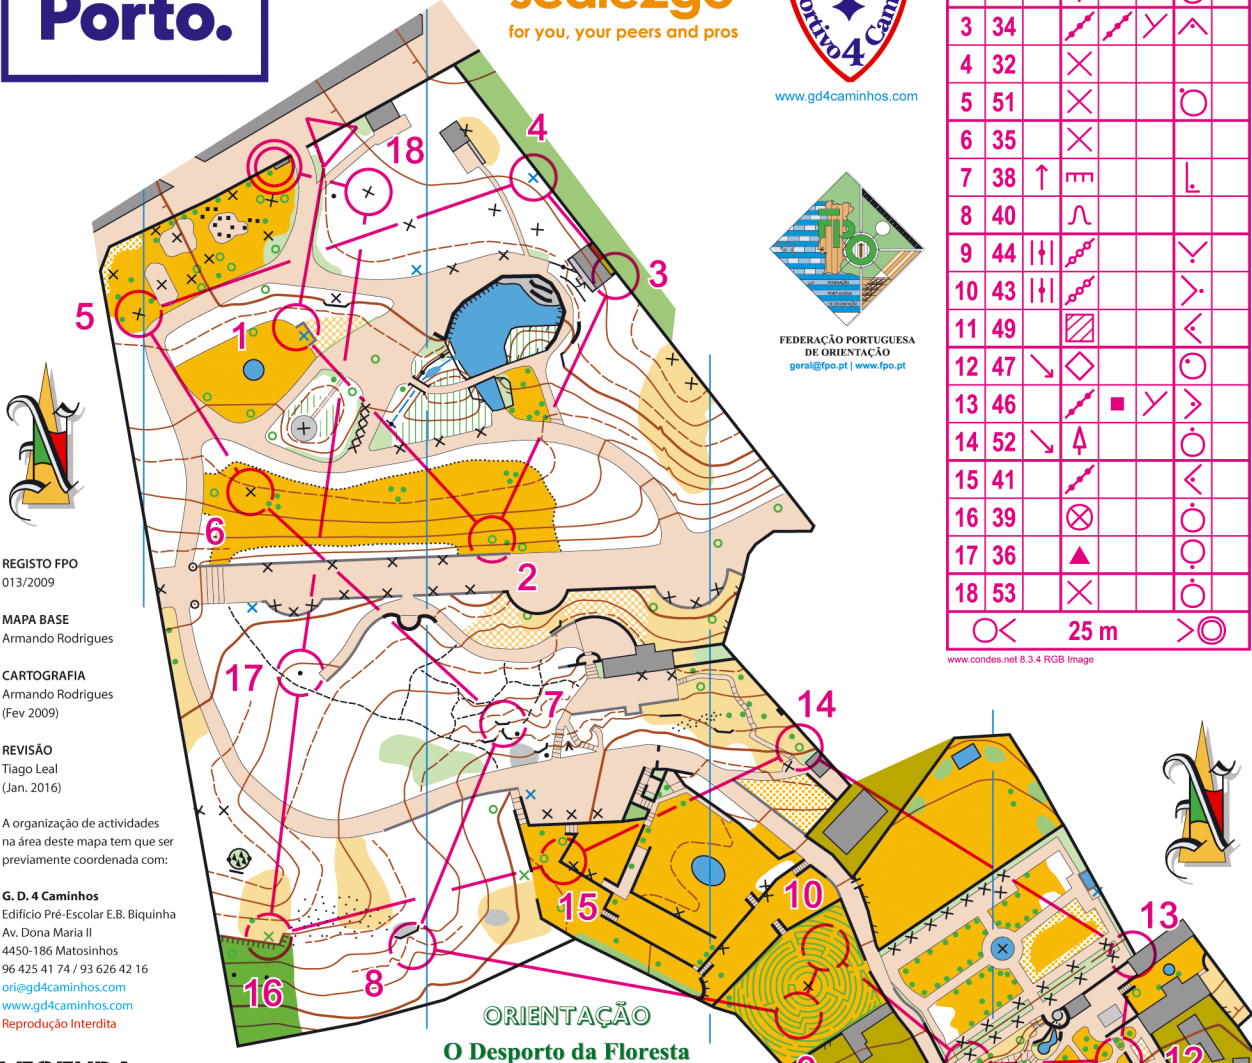 Porto.
for you, your peers and pros
ortivo 4 Cam
www.gd4caminhos.com
FEDERAÇÃO PORTUGUESA
DE ORIENTAÇÃO
geral@fpo.pt | www.fpo.pt
3 34
4 32
5 51
6 35
7 38
8 40
9 44
10 43
11 49
12 47
13 46
14 52
15 41
16 39
17 36
18 53
25 m
www.condes.net 8.3.4 RGB Image
18
4
3
5
1
6
2
17
7
14
15
10
13
16
8
12
REGISTO FPO
013/2009
MAPA BASE
Armando Rodrigues
CARTOGRAFIA
Armando Rodrigues
(Fev 2009)
REVISÃO
Tiago Leal
(Jan. 2016)
A organização de actividades
na área deste mapa tem que ser
previamente coordenada com:
G. D. 4 Caminhos
Edifício Pré-Escolar E.B. Biquinha
Av. Dona Maria II
4450-186 Matosinhos
96 425 41 74 / 93 626 42 16
ori@gd4caminhos.com
www.gd4caminhos.com
Reprodução Interdita
ORIENTAÇÃO
O Desporto da Floresta